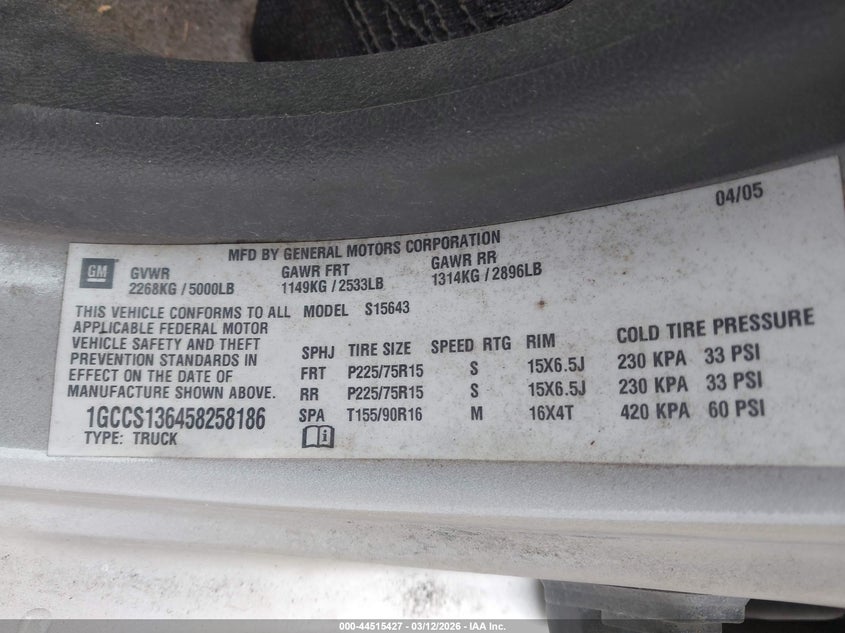 04/05
MFD BY GENERAL MOTORS CORPORATION
GM
GVWR GAWR FRT GAWR RR
2268KG / 5000LB 1149KG / 2533LB 1314KG / 2896LB
THIS VEHICLE CONFORMS TO ALL MODEL S15643
APPLICABLE FEDERAL MOTOR
VEHICLE SAFETY AND THEFT
PREVENTION STANDARDS IN
EFFECT ON THE DATE OF
MANUFACTURE SHOWN ABOVE.
SPHJ TIRE SIZE SPEED RTG RIM COLD TIRE PRESSURE
FRT P225/75R15 S 15X6.5J 230 KPA 33 PSI
RR P225/75R15 S 15X6.5J 230 KPA 33 PSI
SPA T155/90R16 M 16X4T 420 KPA 60 PSI
1GCCS136458258186
TYPE: TRUCK
000-44515427 - 03/12/2026 - IAA Inc.